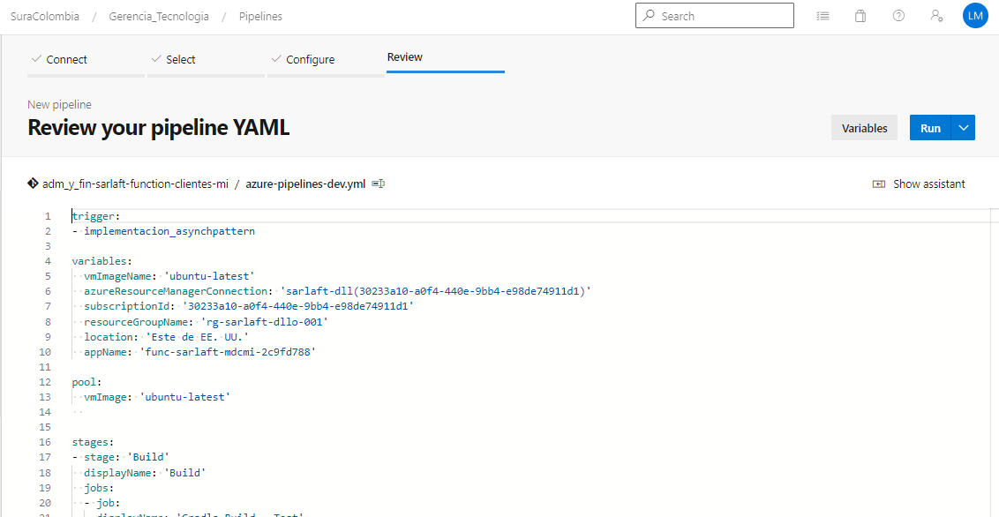 SuraColombia / Gerencia_Tecnologia / Pipelines Search LM
Connect Select Configure Review
New pipeline
Review your pipeline YAML
Variables Run
adm_y_fin-sarlaft-function-clientes-mi / azure-pipelines-dev.yml Show assistant
1 trigger:
2 - implementacion_asynchpattern
3
4 variables:
5 vmImageName: 'ubuntu-latest'
6 azureResourceManagerConnection: 'sarlaft-dll(30233a10-a0f4-440e-9bb4-e98de74911d1)'
7 subscriptionId: '30233a10-a0f4-440e-9bb4-e98de74911d1'
8 resourceGroupName: 'rg-sarlaft-dllo-001'
9 location: 'Este de EE. UU.'
10 appName: 'func-sarlaft-mdcmi-2c9fd788'
11
12 pool:
13 vmImage: 'ubuntu-latest'
14
15
16 stages:
17 - stage: 'Build'
18 displayName: 'Build'
19 jobs:
20 - job:
21 displayName: 'Gradle Build Test'